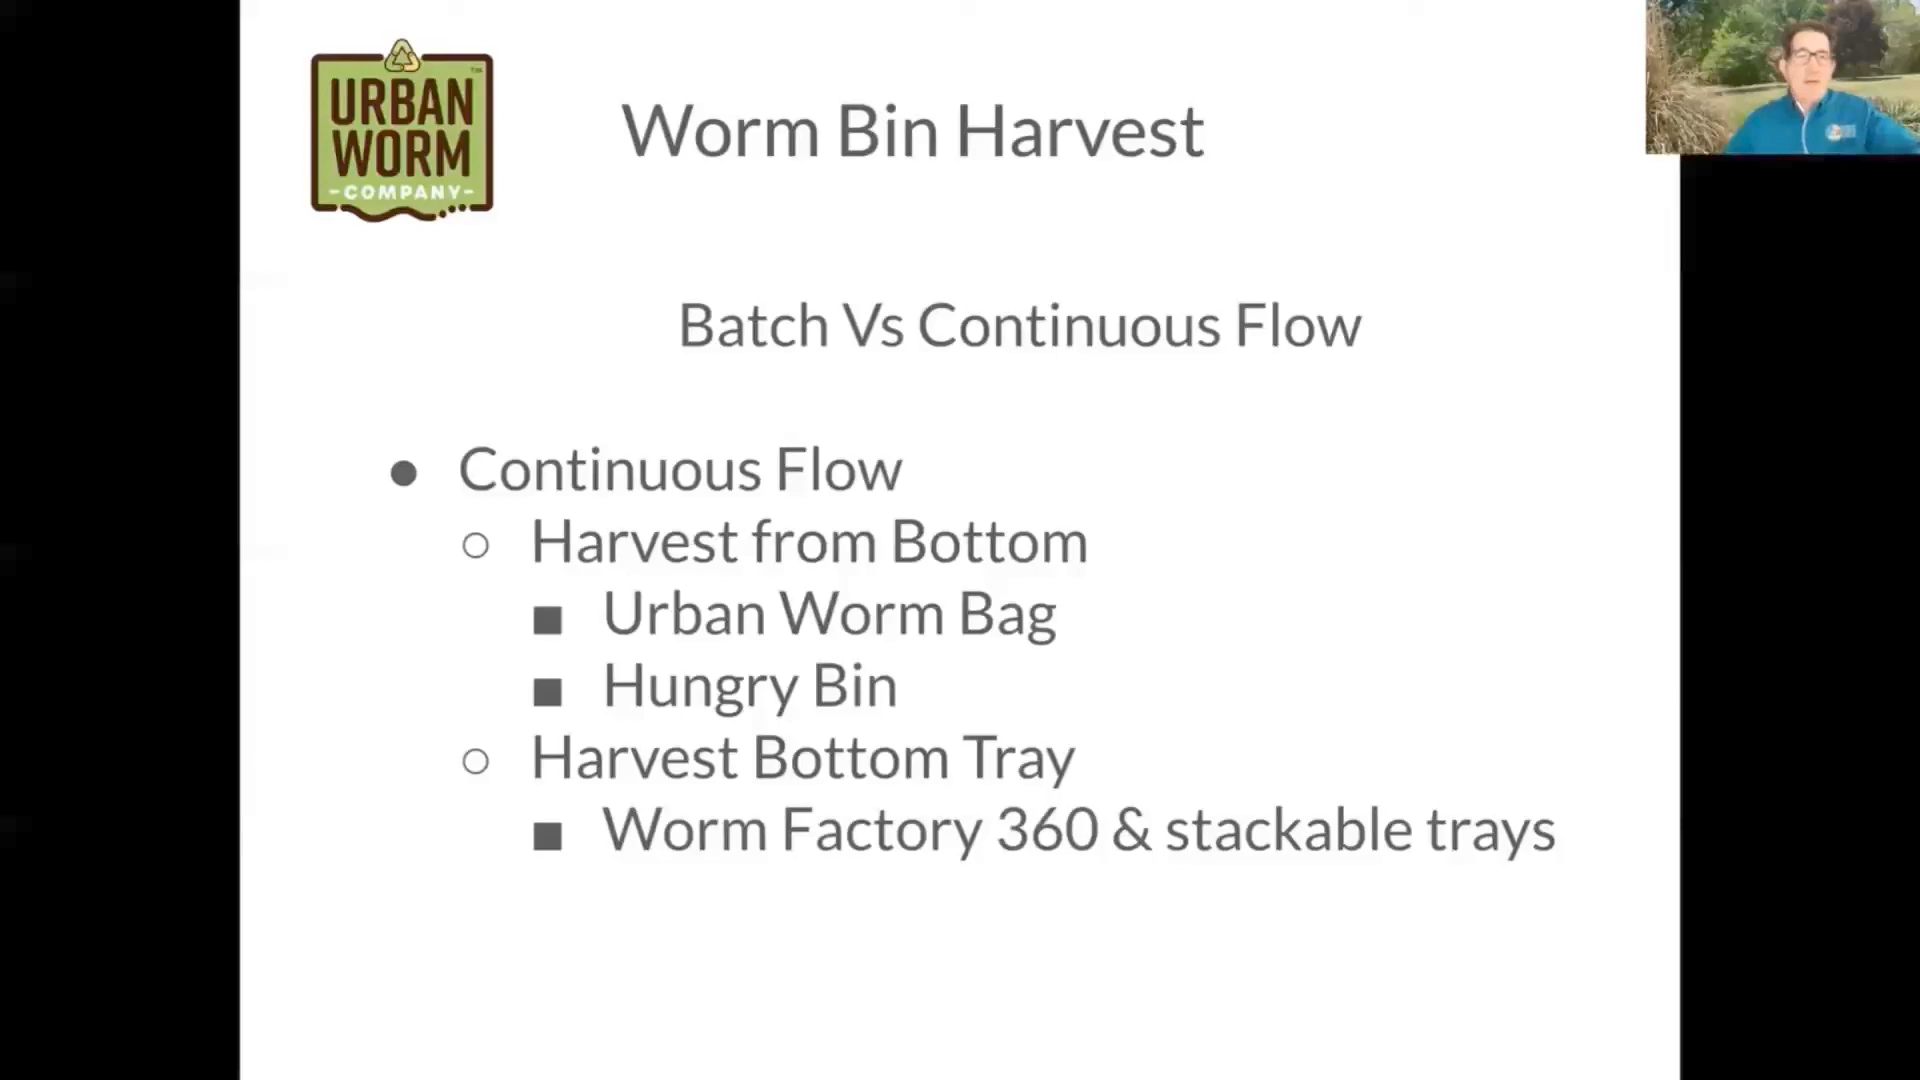 URBAN
WORM
-COMPANY-
™
Worm Bin Harvest
Batch Vs Continuous Flow
● Continuous Flow
○ Harvest from Bottom
■ Urban Worm Bag
■ Hungry Bin
○ Harvest Bottom Tray
■ Worm Factory 360 & stackable trays